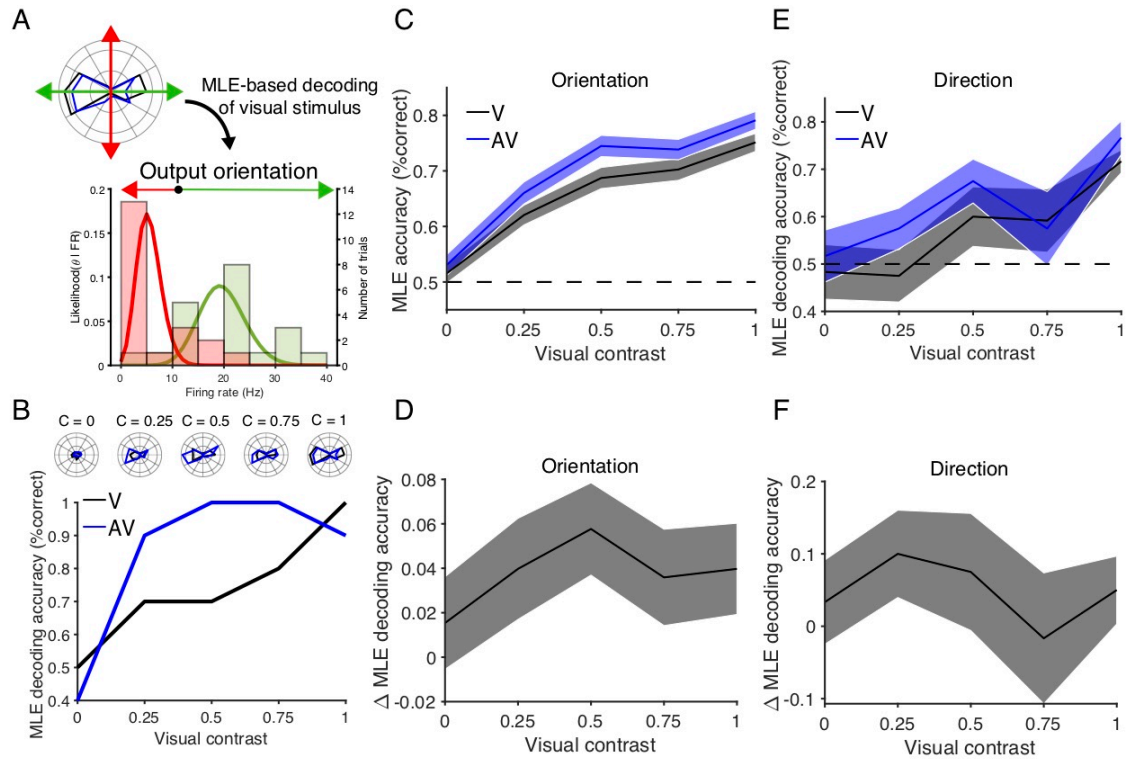 A
MLE-based decoding
of visual stimulus
Output orientation
0.2
0.15
0.1
0.05
0
Likelihood(θ | FR)
14
12
10
8
6
4
2
0
Number of trials
0 10 20 30 40
Firing rate (Hz)
B
C = 0 C = 0.25 C = 0.5 C = 0.75 C = 1
V
AV
1
0.9
0.8
0.7
0.6
0.5
0.4
MLE decoding accuracy (%correct)
0 0.25 0.5 0.75 1
Visual contrast
C
Orientation
V
AV
0.8
0.7
0.6
0.5
MLE accuracy (%correct)
0 0.25 0.5 0.75 1
Visual contrast
D
Orientation
0.08
0.06
0.04
0.02
0
-0.02
△ MLE decoding accuracy
0 0.25 0.5 0.75 1
Visual contrast
E
Direction
V
AV
0.8
0.7
0.6
0.5
0.4
MLE decoding accuracy (%correct)
0 0.25 0.5 0.75 1
Visual contrast
F
Direction
0.2
0.1
0
-0.1
△ MLE decoding accuracy
0 0.25 0.5 0.75 1
Visual contrast